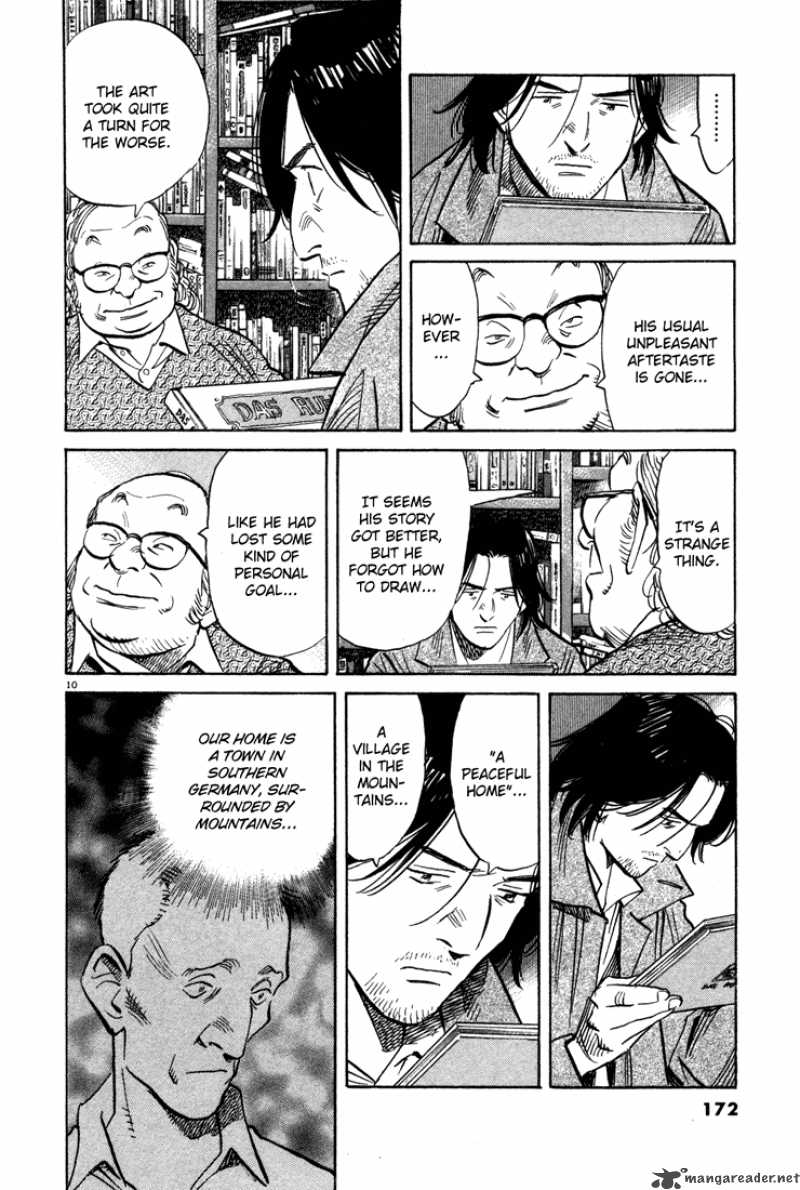 ........
HIS USUAL
UNPLEASANT
AFTERTASTE
IS GONE...
HOW-
EVER
...
THE ART
TOOK QUITE
A TURN FOR
THE WORSE.
DAS
IT'S A
STRANGE
THING.
IT SEEMS
HIS STORY
GOT BETTER,
BUT HE
FORGOT HOW
TO DRAW...
LIKE HE HAD
LOST SOME
KIND OF
PERSONAL
GOAL...
10
"A
PEACEFUL
HOME"...
A
VILLAGE
IN THE
MOUN-
TAINS...
OUR HOME IS
A TOWN IN
SOUTHERN
GERMANY, SUR-
ROUNDED BY
MOUNTAINS...
172
mangareader.net